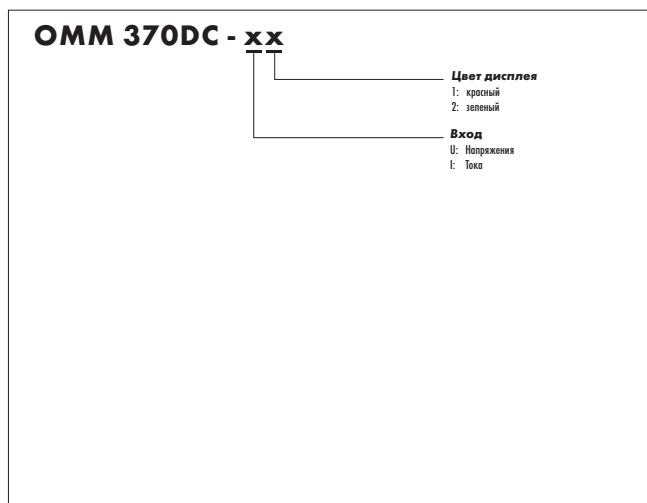 OMM 370DC - xx
Цвет дисплея
1: красный
2: зеленый
Вход
U: Напряжения
I: Тока